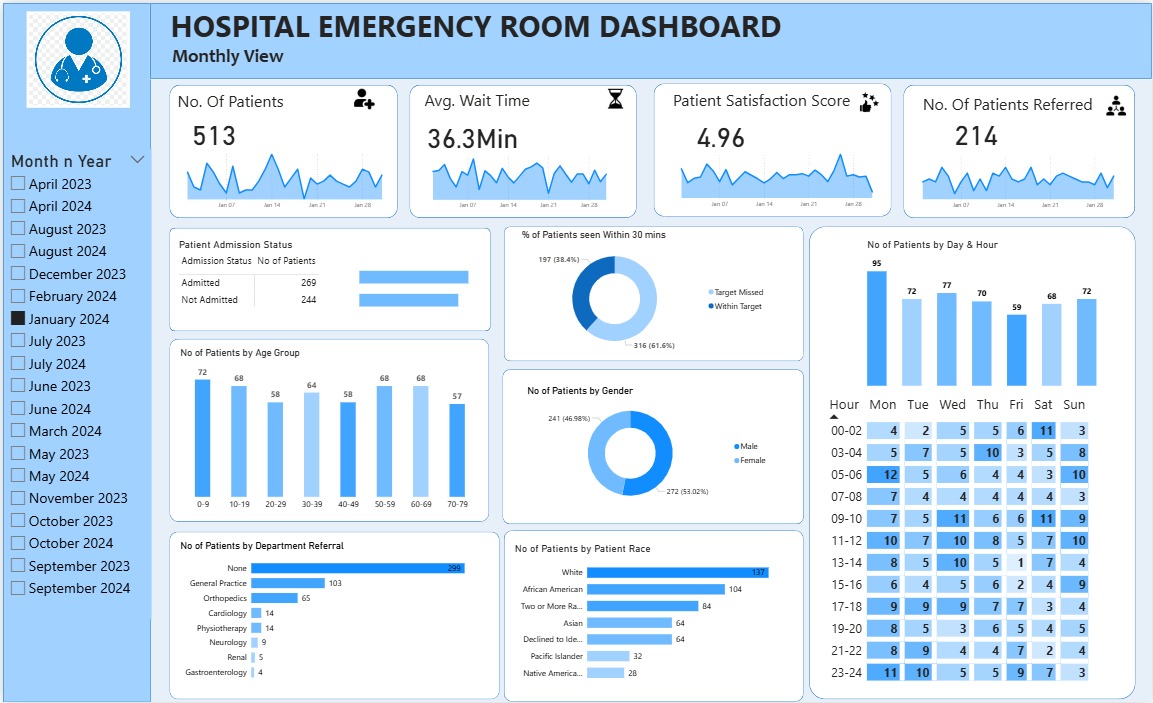 HOSPITAL EMERGENCY ROOM DASHBOARD
Monthly View
Month n Year
April 2023
April 2024
August 2023
August 2024
December 2023
February 2024
January 2024
July 2023
July 2024
June 2023
June 2024
March 2024
May 2023
May 2024
November 2023
October 2023
October 2024
September 2023
September 2024
No. Of Patients
513
Jan 07 Jan 14 Jan 21 Jan 28
Avg. Wait Time
36.3Min
Jan 07 Jan 14 Jan 21 Jan 28
Patient Satisfaction Score
4.96
Jan 07 Jan 14 Jan 21 Jan 28
No. Of Patients Referred
214
Jan 07 Jan 14 Jan 21 Jan 28
Patient Admission Status
Admission Status No of Patients
Admitted 269
Not Admitted 244
% of Patients seen Within 30 mins
197 (38.4%)
316 (61.6%)
Target Missed
Within Target
No of Patients by Age Group
72 68 58 64 58 68 68 57
0-9 10-19 20-29 30-39 40-49 50-59 60-69 70-79
No of Patients by Gender
241 (46.98%)
272 (53.02%)
Male
Female
No of Patients by Department Referral
None 299
General Practice 103
Orthopedics 65
Cardiology 14
Physiotherapy 14
Neurology 9
Renal 5
Gastroenterology 4
No of Patients by Patient Race
White 137
African American 104
Two or More Ra... 84
Asian 64
Declined to Ide... 64
Pacific Islander 32
Native America... 28
No of Patients by Day & Hour
95 72 77 70 59 68 72
Hour Mon Tue Wed Thu Fri Sat Sun
00-02 4 2 5 5 6 11 3
03-04 5 7 5 10 3 5 8
05-06 12 5 6 4 4 3 10
07-08 7 4 4 4 4 4 3
09-10 7 5 11 6 6 11 9
11-12 10 7 10 8 5 7 10
13-14 8 5 10 5 1 7 4
15-16 6 4 5 6 2 4 9
17-18 9 9 9 7 7 3 4
19-20 8 5 3 6 5 4 5
21-22 8 9 4 4 7 2 4
23-24 11 10 5 5 9 7 3